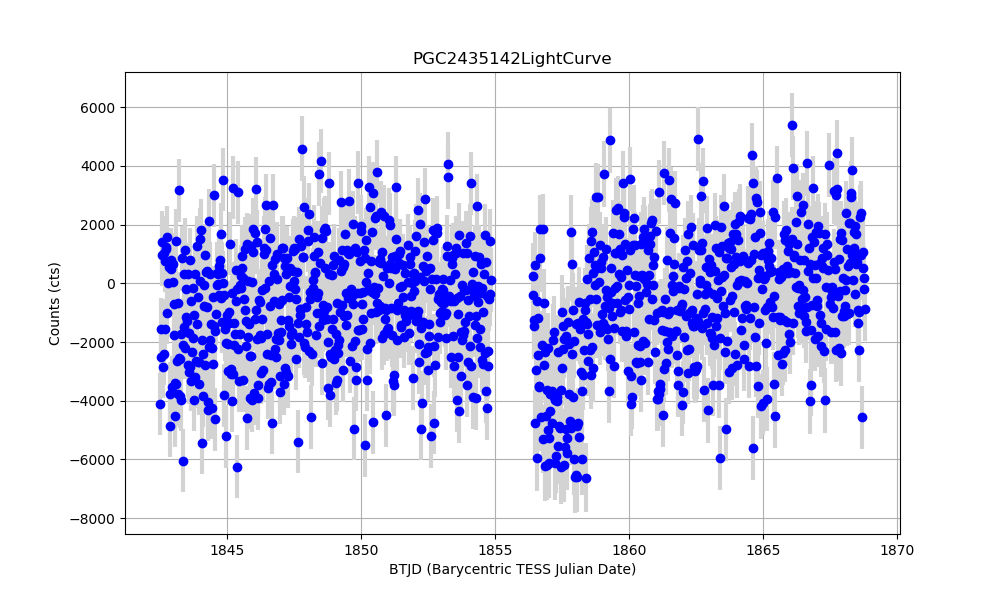 PGC2435142LightCurve
6000
4000
2000
0
−2000
−4000
−6000
−8000
Counts (cts)
1845 1850 1855 1860 1865 1870
BTJD (Barycentric TESS Julian Date)